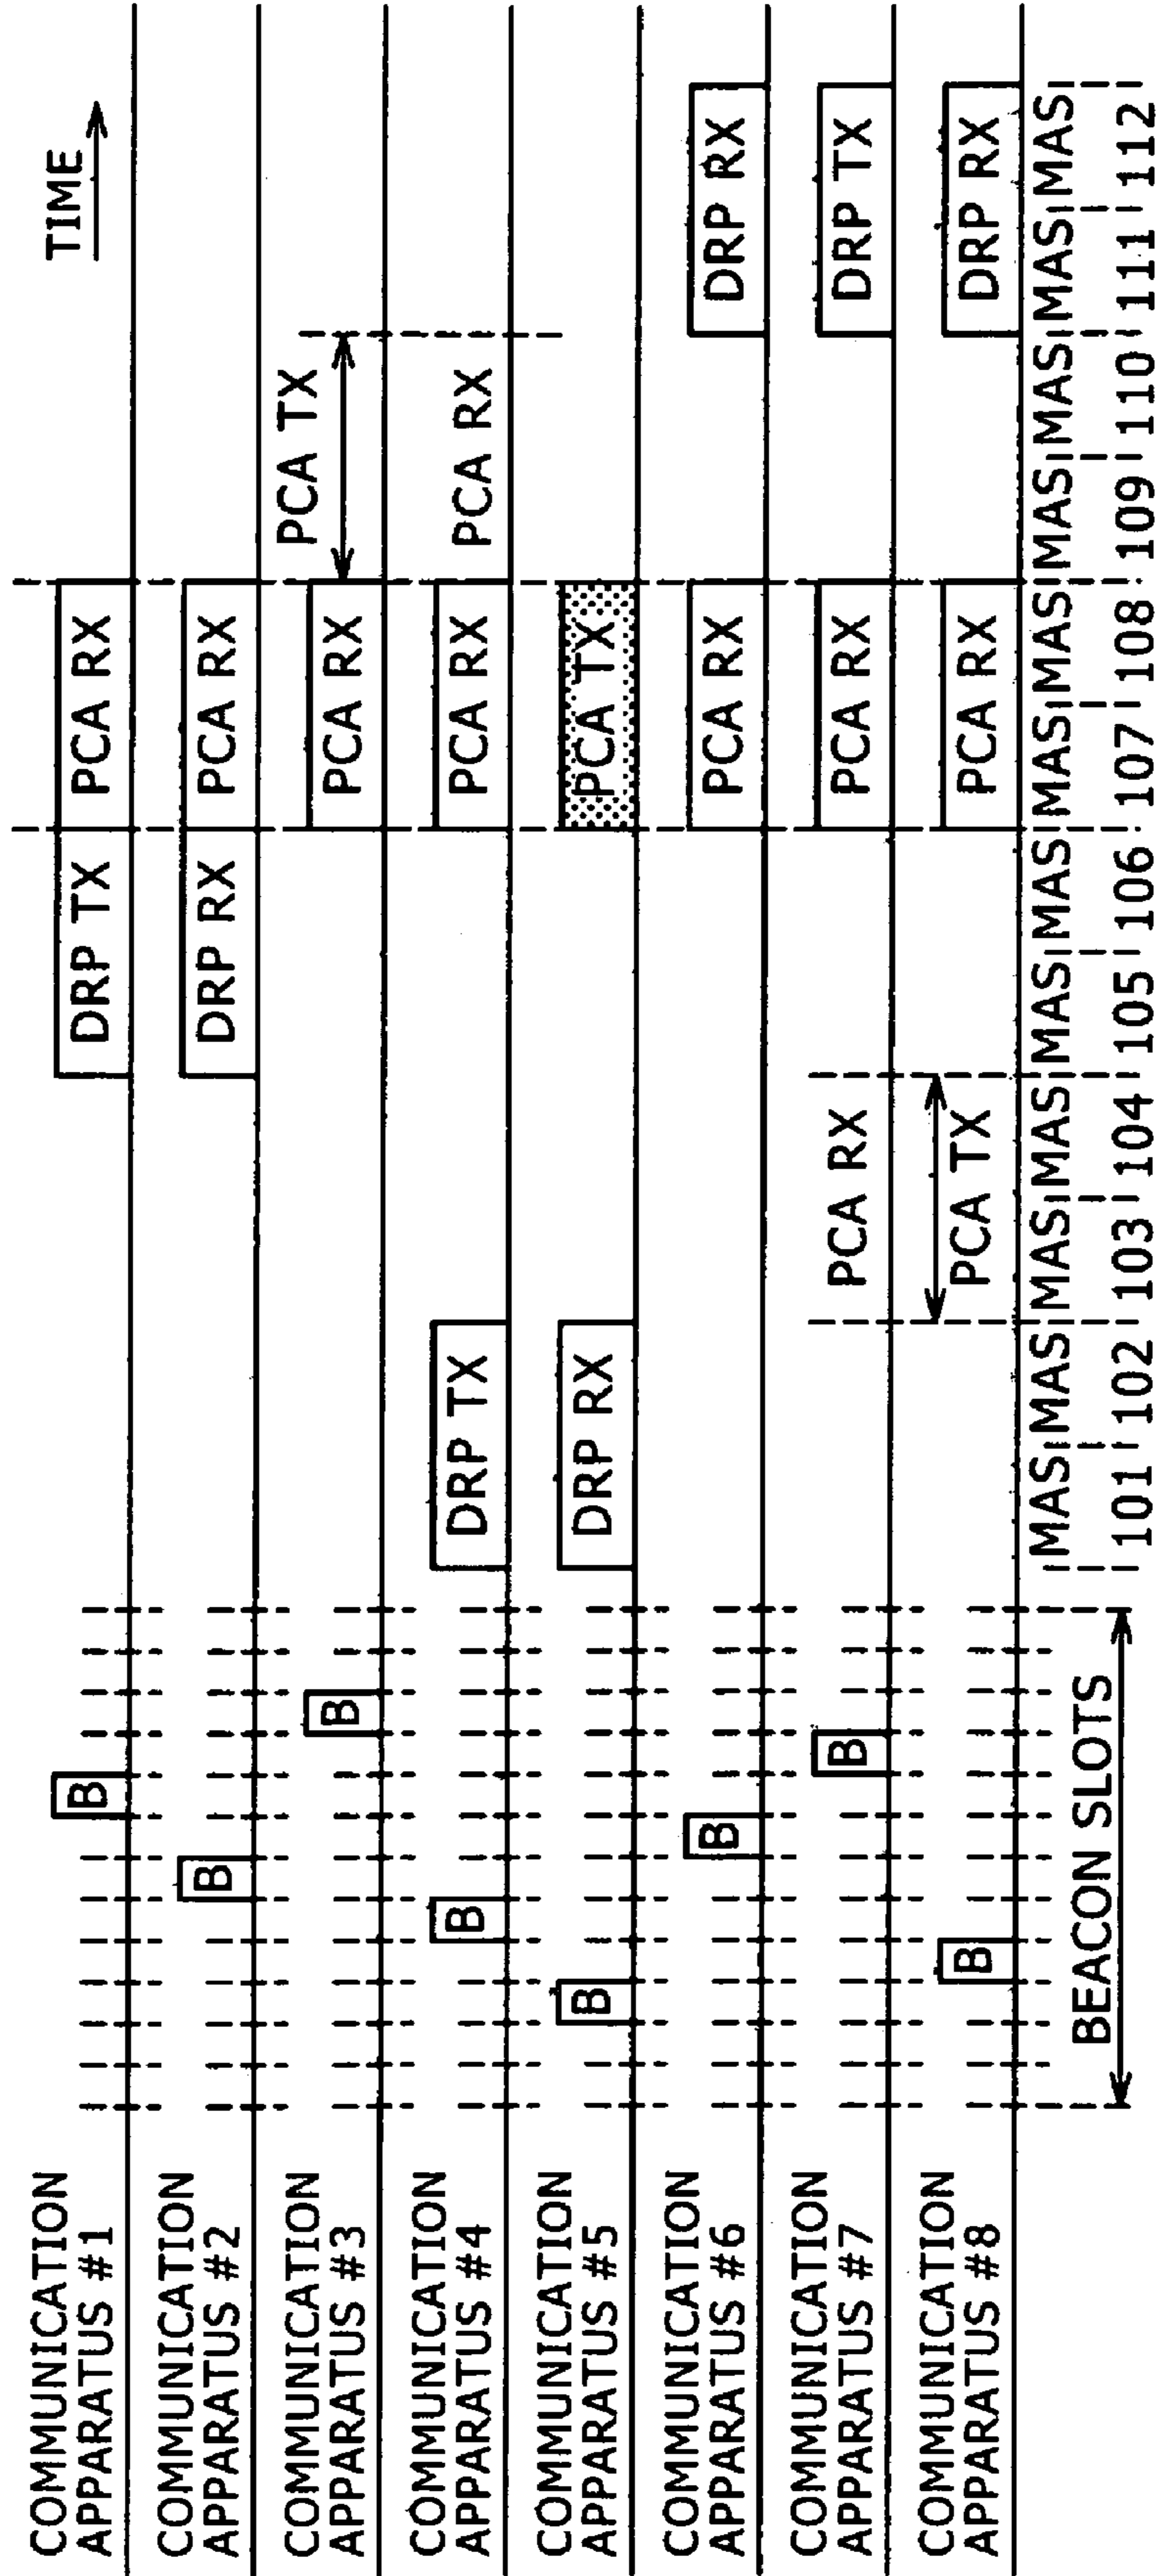 TIME
COMMUNICATION
APPARATUS #1
B
DRP TX
PCA RX
COMMUNICATION
APPARATUS #2
B
DRP RX
PCA RX
COMMUNICATION
APPARATUS #3
B
PCA RX
PCA TX
COMMUNICATION
APPARATUS #4
B
DRP TX
PCA RX
PCA RX
COMMUNICATION
APPARATUS #5
B
DRP RX
PCA TX
COMMUNICATION
APPARATUS #6
B
PCA RX
DRP RX
COMMUNICATION
APPARATUS #7
B
PCA RX
PCA RX
DRP TX
COMMUNICATION
APPARATUS #8
B
PCA TX
PCA RX
DRP RX
MAS MAS MAS MAS MAS MAS MAS MAS MAS MAS MAS MAS
BEACON SLOTS
101 102 103 104 105 106 107 108 109 110 111 112